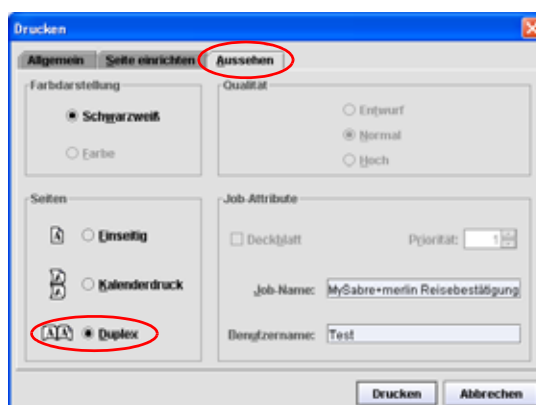 Drucken
Allgemein Seite einrichten Aussehen
Farbdarstellung
Schwarzweiß
Farbe
Qualität
Entwurf
Normal
Hoch
Seiten
Einseitig
Kalenderdruck
Duplex
Job-Attribute
Deckblatt Priorität: 1
Job-Name: MySabre+merlin Reisebestätigung
Benutzername: Test
Drucken Abbrechen